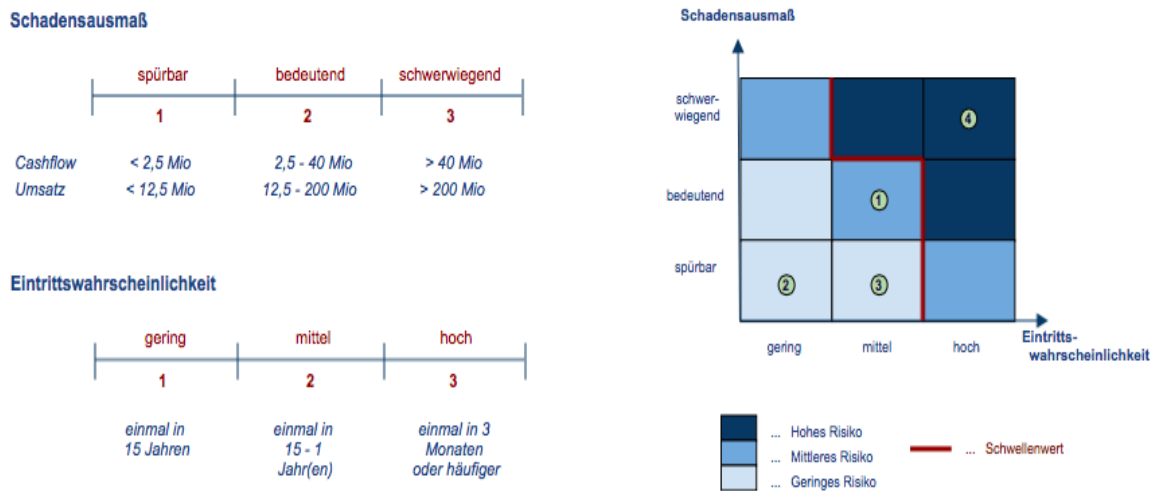 Schadensausmaß
spürbar bedeutend schwerwiegend
1 2 3
Cashflow < 2,5 Mio 2,5 - 40 Mio > 40 Mio
Umsatz < 12,5 Mio 12,5 - 200 Mio > 200 Mio
Eintrittswahrscheinlichkeit
gering mittel hoch
1 2 3
einmal in
15 Jahren
einmal in
15 - 1
Jahr(en)
einmal in 3
Monaten
oder häufiger
Schadensausmaß
schwer-
wiegend
4
bedeutend
1
spürbar
2 3
gering mittel hoch
Eintritts-
wahrscheinlichkeit
... Hohes Risiko
... Mittleres Risiko
... Geringes Risiko
... Schwellenwert